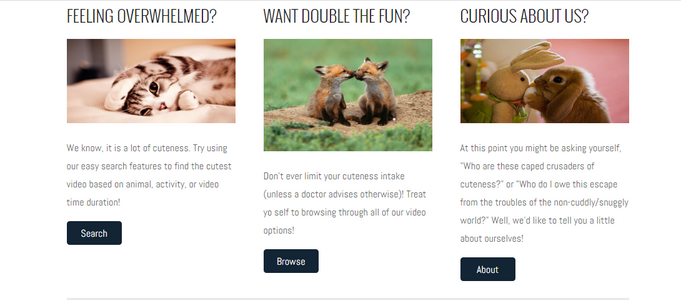 FEELING OVERWHELMED?
We know, it is a lot of cuteness. Try using
our easy search features to find the cutest
video based on animal, activity, or video
time duration!
Search
WANT DOUBLE THE FUN?
Don't ever limit your cuteness intake
(unless a doctor advises otherwise)! Treat
yo self to browsing through all of our video
options!
Browse
CURIOUS ABOUT US?
At this point you might be asking yourself,
"Who are these caped crusaders of
cuteness?" or "Who do I owe this escape
from the troubles of the non-cuddly/snuggly
world?" Well, we'd like to tell you a little
about ourselves!
About